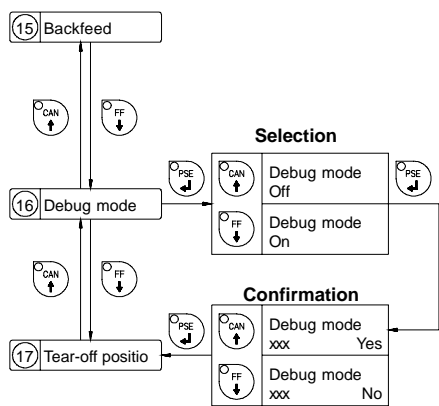 15 Backfeed
CAN
FF
Selection
PSE
CAN
Debug mode
Off
PSE
16 Debug mode
FF
Debug mode
On
CAN
FF
Confirmation
PSE
CAN
Debug mode
xxx Yes
17 Tear-off positio
FF
Debug mode
xxx No